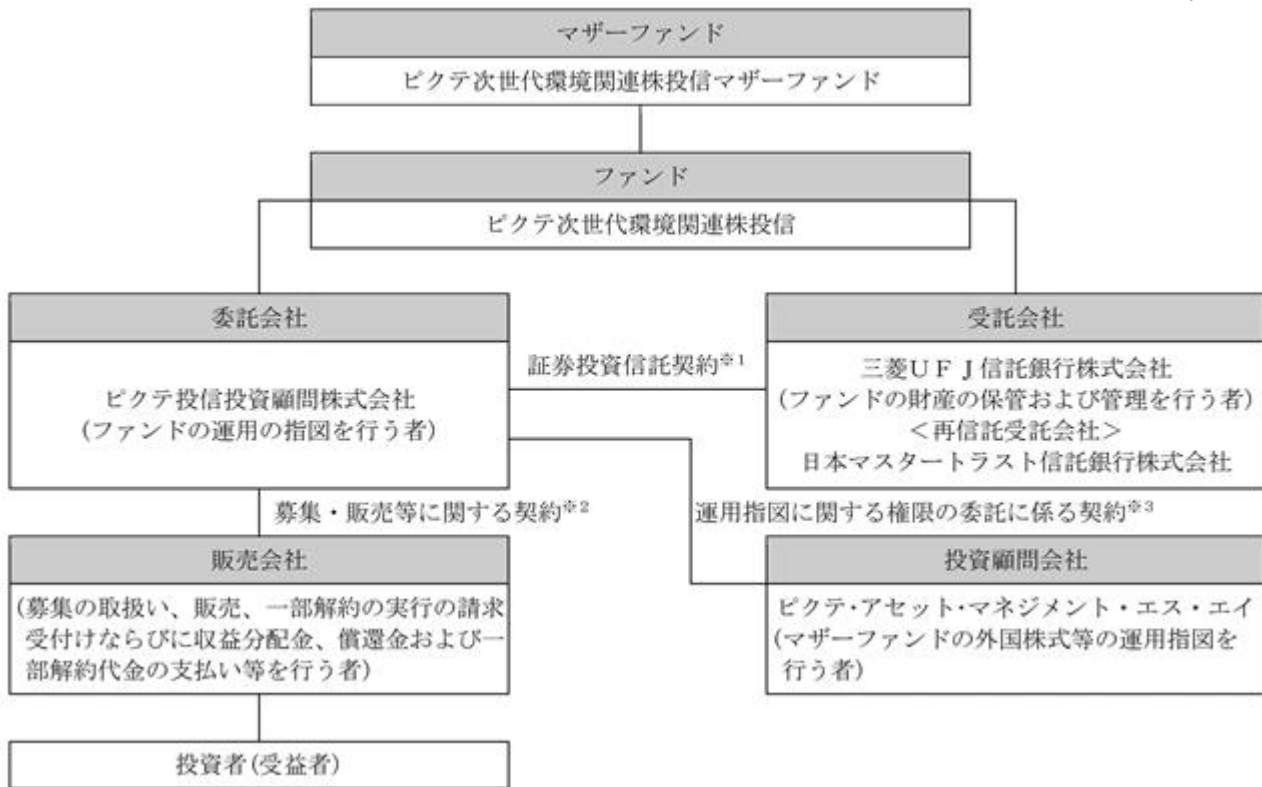 マザーファンド
ピクテ次世代環境関連株投信マザーファンド
ファンド
ピクテ次世代環境関連株投信
委託会社
ピクテ投信投資顧問株式会社
(ファンドの運用の指図を行う者)
証券投資信託契約※1
受託会社
三菱UFJ信託銀行株式会社
(ファンドの財産の保管および管理を行う者)
<再信託受託会社>
日本マスタートラスト信託銀行株式会社
募集・販売等に関する契約※2
運用指図に関する権限の委託に係る契約※3
販売会社
(募集の取扱い、販売、一部解約の実行の請求
受付けならびに収益分配金、償還金および一
部解約代金の支払い等を行う者)
投資顧問会社
ピクテ・アセット・マネジメント・エス・エイ
(マザーファンドの外国株式等の運用指図を
行う者)
投資者(受益者)